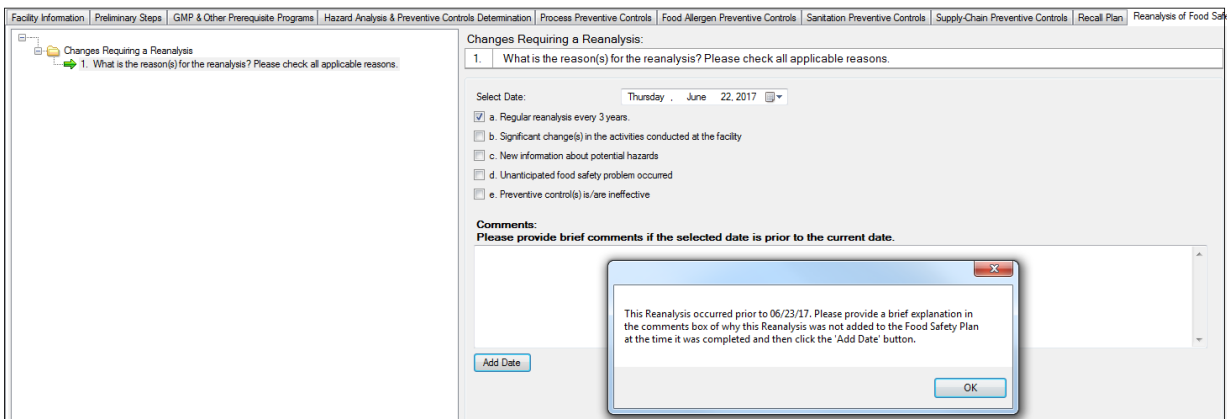 Facility Information Preliminary Steps GMP & Other Prerequisite Programs Hazard Analysis & Preventive Controls Determination Process Preventive Controls Food Allergen Preventive Controls Sanitation Preventive Controls Supply-Chain Preventive Controls Recall Plan Reanalysis of Food Safe
Changes Requiring a Reanalysis
1. What is the reason(s) for the reanalysis? Please check all applicable reasons.
Changes Requiring a Reanalysis:
1. What is the reason(s) for the reanalysis? Please check all applicable reasons.
Select Date: Thursday , June 22, 2017
a. Regular reanalysis every 3 years.
b. Significant change(s) in the activities conducted at the facility
c. New information about potential hazards
d. Unanticipated food safety problem occurred
e. Preventive control(s) is/are ineffective
Comments:
Please provide brief comments if the selected date is prior to the current date.
This Reanalysis occurred prior to 06/23/17. Please provide a brief explanation in
the comments box of why this Reanalysis was not added to the Food Safety Plan
at the time it was completed and then click the 'Add Date' button.
Add Date
OK